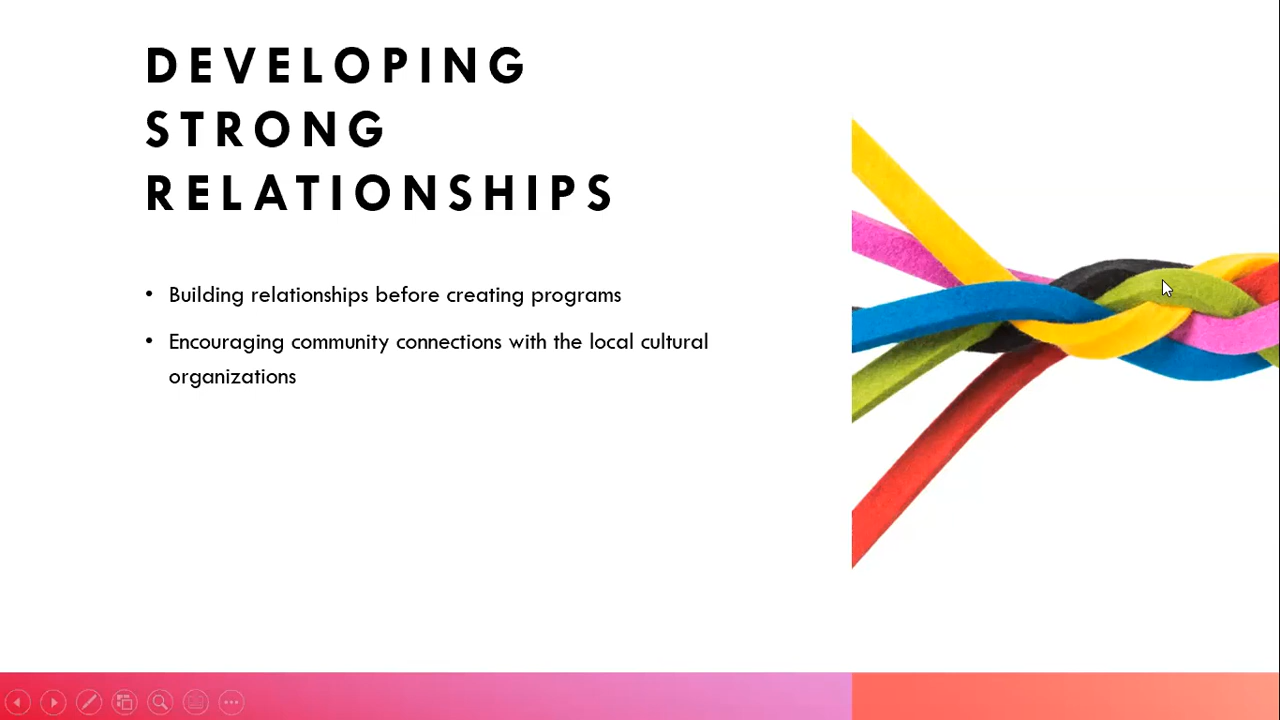 DEVELOPING
STRONG
RELATIONSHIPS
• Building relationships before creating programs
• Encouraging community connections with the local cultural
organizations